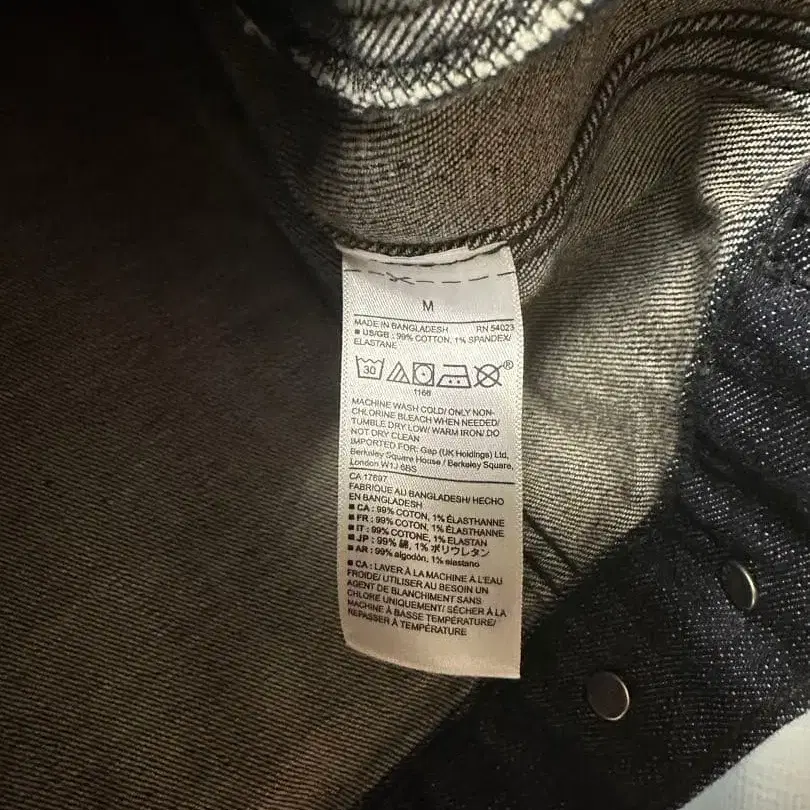 M
MADE IN BANGLADESH RN 54023
■ US/GB : 99% COTTON, 1% SPANDEX/
ELASTANE
30
®
1166
MACHINE WASH COLD/ ONLY NON-
CHLORINE BLEACH WHEN NEEDED/
TUMBLE DRY LOW/ WARM IRON/ DO
NOT DRY CLEAN
IMPORTED FOR: Gap (UK Holdings) Ltd,
Berkeley Square House / Berkeley Square,
London W1J 6BS
CA 17897
FABRIQUE AU BANGLADESH/ HECHO
EN BANGLADESH
■ CA : 99% COTON, 1% ÉLASTHANNE
■ FR : 99% COTON, 1% ÉLASTHANNE
■ IT : 99% COTONE, 1% ELASTAN
■ JP : 99% 綿, 1% ポリウレタン
■ AR : 99% algodón, 1% elastano
■ CA : LAVER À LA MACHINE À L'EAU
FROIDE/ UTILISER AU BESOIN UN
AGENT DE BLANCHIMENT SANS
CHLORE UNIQUEMENT/ SÉCHER À LA
MACHINE À BASSE TEMPÉRATURE/
REPASSER À TEMPÉRATURE